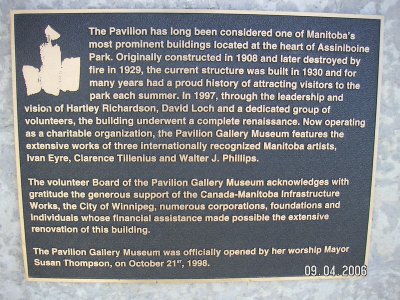 The Pavilion has long been considered one of Manitoba's
most prominent buildings located at the heart of Assiniboine
Park. Originally constructed in 1908 and later destroyed by
fire in 1929, the current structure was built in 1930 and for
many years had a proud history of attracting visitors to the
park each summer. In 1997, through the leadership and
vision of Hartley Richardson, David Loch and a dedicated group of
volunteers, the building underwent a complete renaissance. Now operating
as a charitable organization, the Pavilion Gallery Museum features the
extensive works of three internationally recognized Manitoba artists,
Ivan Eyre, Clarence Tillenius and Walter J. Phillips.
The volunteer Board of the Pavilion Gallery Museum acknowledges with
gratitude the generous support of the Canada-Manitoba Infrastructure
Works, the City of Winnipeg, numerous corporations, foundations and
individuals whose financial assistance made possible the extensive
renovation of this building.
The Pavilion Gallery Museum was officially opened by her worship Mayor
Susan Thompson, on October 21st, 1998.
09.04.2006